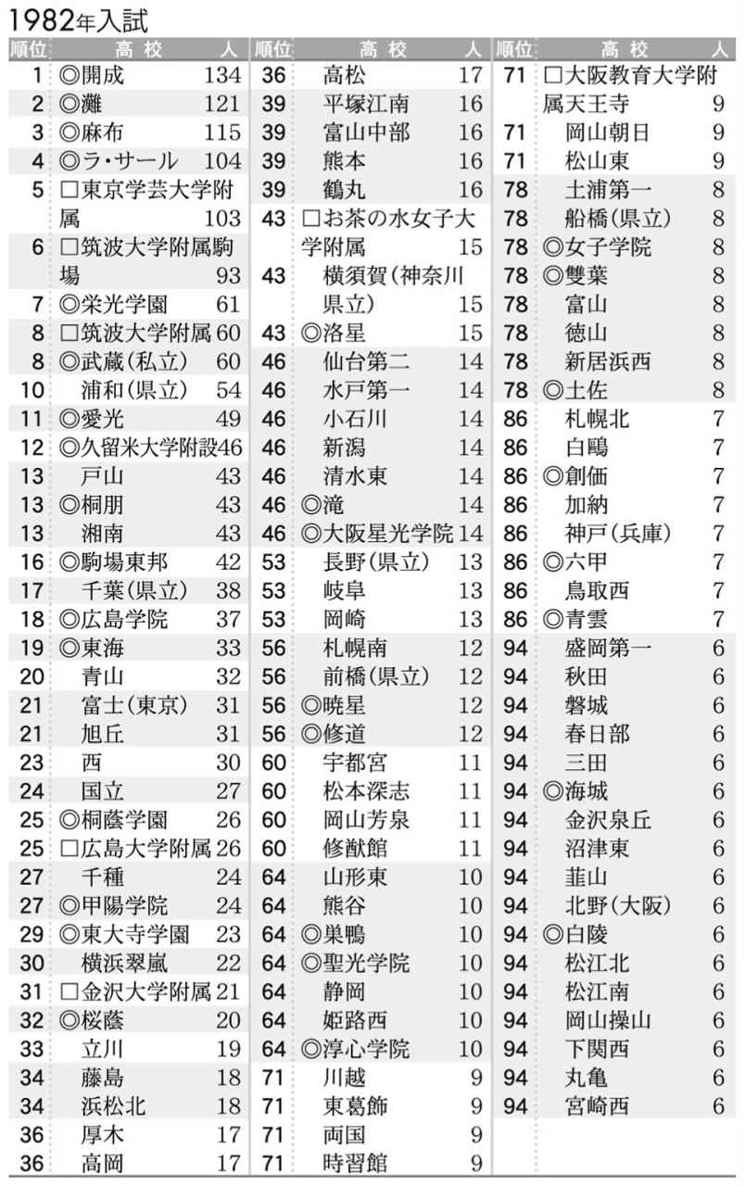 1982年入試
順位 高校 人
1 ◎開成 134
2 ◎灘 121
3 ◎麻布 115
4 ◎ラ・サール 104
5 □東京学芸大学附
属 103
6 □筑波大学附属駒
場 93
7 ◎栄光学園 61
8 □筑波大学附属 60
8 ◎武蔵(私立) 60
10 浦和(県立) 54
11 ◎愛光 49
12 ◎久留米大学附設46
13 戸山 43
13 ◎桐朋 43
13 湘南 43
16 ◎駒場東邦 42
17 千葉(県立) 38
18 ◎広島学院 37
19 ◎東海 33
20 青山 32
21 富士(東京) 31
21 旭丘 31
23 西 30
24 国立 27
25 ◎桐蔭学園 26
25 □広島大学附属 26
27 千種 24
27 ◎甲陽学院 24
29 ◎東大寺学園 23
30 横浜翠嵐 22
31 □金沢大学附属 21
32 ◎桜蔭 20
33 立川 19
34 藤島 18
34 浜松北 18
36 厚木 17
36 高岡 17
順位 高校 人
36 高松 17
39 平塚江南 16
39 富山中部 16
39 熊本 16
39 鶴丸 16
43 □お茶の水女子大
学附属 15
43 横須賀(神奈川
県立) 15
43 ◎洛星 15
46 仙台第二 14
46 水戸第一 14
46 小石川 14
46 新潟 14
46 清水東 14
46 ◎滝 14
46 ◎大阪星光学院 14
53 長野(県立) 13
53 岐阜 13
53 岡崎 13
56 札幌南 12
56 前橋(県立) 12
56 ◎暁星 12
56 ◎修道 12
60 宇都宮 11
60 松本深志 11
60 岡山芳泉 11
60 修猷館 11
64 山形東 10
64 熊谷 10
64 ◎巣鴨 10
64 ◎聖光学院 10
64 静岡 10
64 姫路西 10
64 ◎淳心学院 10
71 川越 9
71 東葛飾 9
71 両国 9
71 時習館 9
順位 高校 人
71 □大阪教育大学附
属天王寺 9
71 岡山朝日 9
71 松山東 9
78 土浦第一 8
78 船橋(県立) 8
78 ◎女子学院 8
78 ◎雙葉 8
78 富山 8
78 徳山 8
78 新居浜西 8
78 ◎土佐 8
86 札幌北 7
86 白鷗 7
86 ◎創価 7
86 加納 7
86 神戸(兵庫) 7
86 ◎六甲 7
86 鳥取西 7
86 ◎青雲 7
94 盛岡第一 6
94 秋田 6
94 磐城 6
94 春日部 6
94 三田 6
94 ◎海城 6
94 金沢泉丘 6
94 沼津東 6
94 韮山 6
94 北野(大阪) 6
94 ◎白陵 6
94 松江北 6
94 松江南 6
94 岡山操山 6
94 下関西 6
94 丸亀 6
94 宮崎西 6